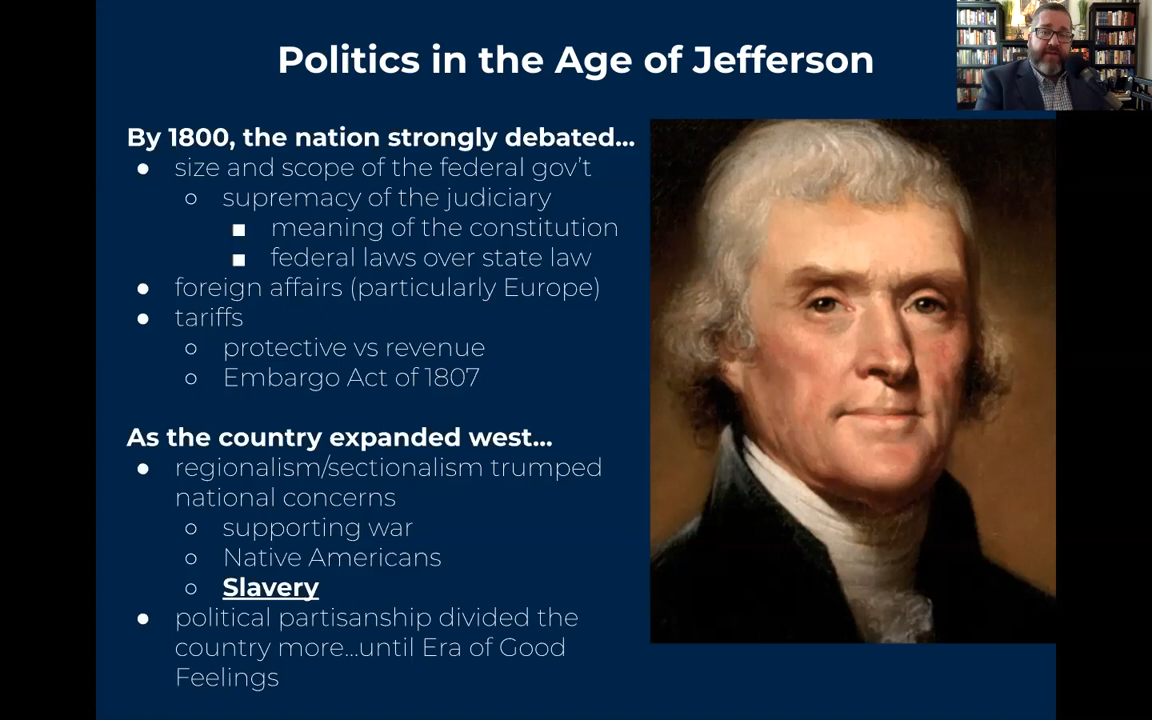 Politics in the Age of Jefferson
By 1800, the nation strongly debated...
● size and scope of the federal gov't
○ supremacy of the judiciary
■ meaning of the constitution
■ federal laws over state law
● foreign affairs (particularly Europe)
● tariffs
○ protective vs revenue
○ Embargo Act of 1807
As the country expanded west...
● regionalism/sectionalism trumped
national concerns
○ supporting war
○ Native Americans
○ Slavery
● political partisanship divided the
country more...until Era of Good
Feelings